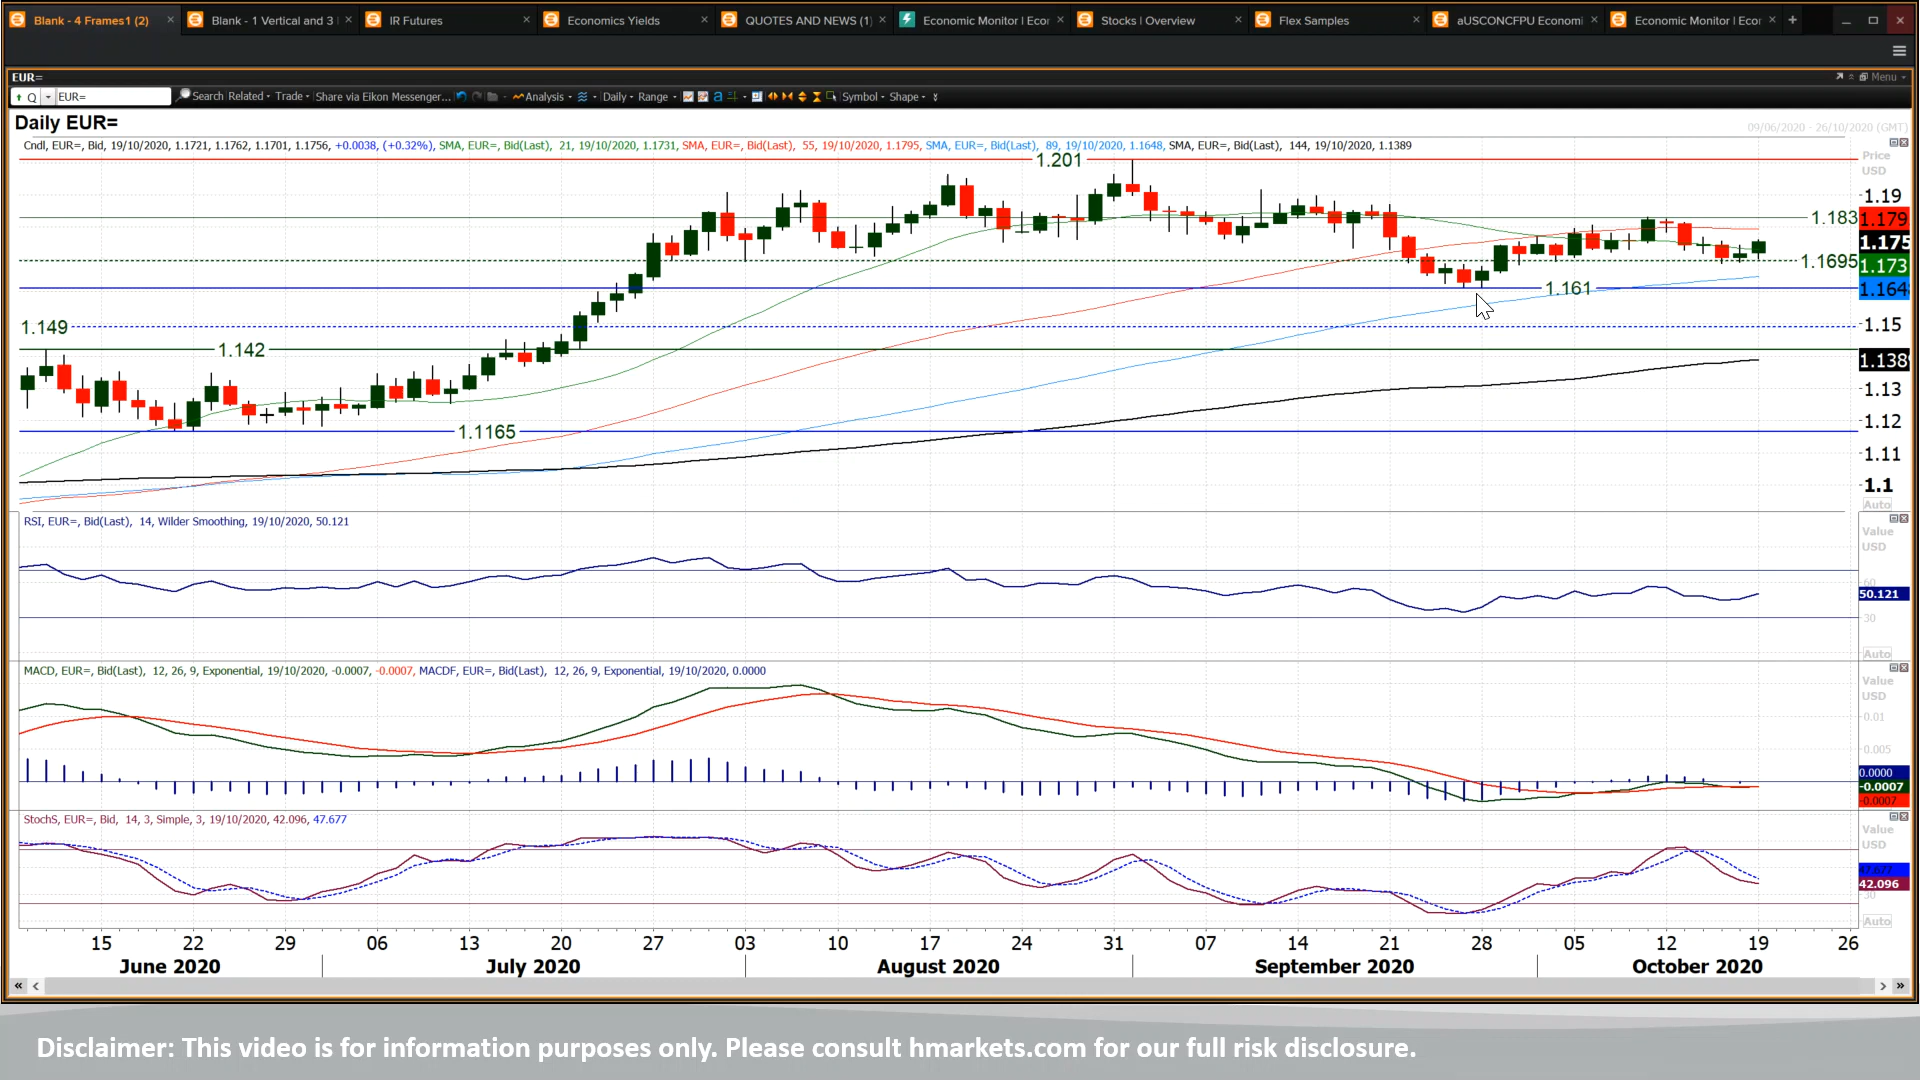 Blank - 4 Frames1 (2)
Blank - 1 Vertical and 3
IR Futures
Economics Yields
QUOTES AND NEWS (1)
Economic Monitor | Ecor
Stocks | Overview
Flex Samples
aUSCONCFPU Economi
Economic Monitor | Ecor
EUR=
Menu
Q EUR=
Search Related Trade Share via Eikon Messenger... Analysis Daily Range Symbol Shape
Daily EUR=
09/06/2020 - 26/10/2020 (GMT)
Cndl, EUR=, Bid, 19/10/2020, 1.1721, 1.1762, 1.1701, 1.1756, +0.0038, (+0.32%), SMA, EUR=, Bid(Last), 21, 19/10/2020, 1.1731, SMA, EUR=, Bid(Last), 55, 19/10/2020, 1.1795, SMA, EUR=, Bid(Last), 89, 19/10/2020, 1.1648, SMA, EUR=, Bid(Last), 144, 19/10/2020, 1.1389
Price
USD
1.201
1.19
1.183
1.179
1.175
1.1695
1.173
1.161
1.164
1.149
1.15
1.142
1.138
1.13
1.12
1.1165
1.11
1.1
Auto
RSI, EUR=, Bid(Last), 14, Wilder Smoothing, 19/10/2020, 50.121
Value
USD
60
50.121
30
Auto
MACD, EUR=, Bid(Last), 12, 26, 9, Exponential, 19/10/2020, -0.0007, -0.0007, MACDF, EUR=, Bid(Last), 12, 26, 9, Exponential, 19/10/2020, 0.0000
Value
USD
0.01
0.005
0.0000
-0.0007
-0.0007
StochS, EUR=, Bid, 14, 3, Simple, 3, 19/10/2020, 42.096, 47.677
Value
USD
47.677
42.096
30
Auto
15 22 29 06 13 20 27 03 10 17 24 31 07 14 21 28 05 12 19 26
June 2020 July 2020 August 2020 September 2020 October 2020
Disclaimer: This video is for information purposes only. Please consult hmarkets.com for our full risk disclosure.